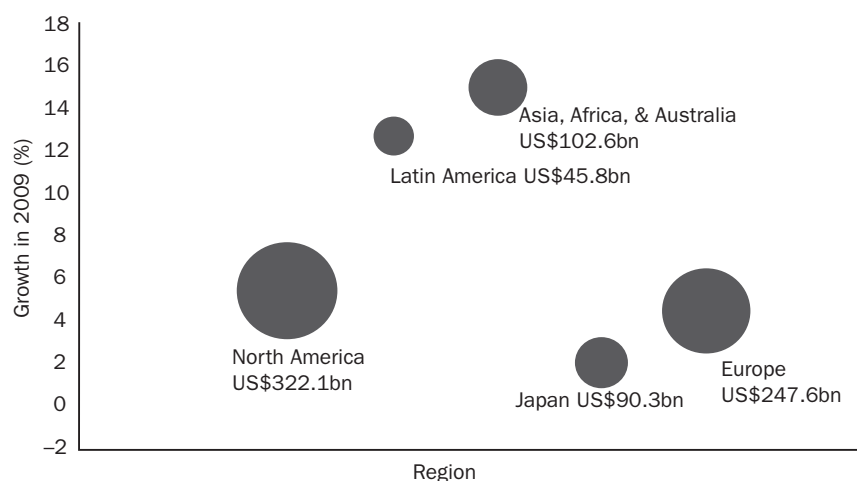 18
16
14
12
10
8
6
4
2
0
–2
Growth in 2009 (%)
Asia, Africa, & Australia
US$102.6bn
Latin America US$45.8bn
North America
US$322.1bn
Japan US$90.3bn
Europe
US$247.6bn
Region